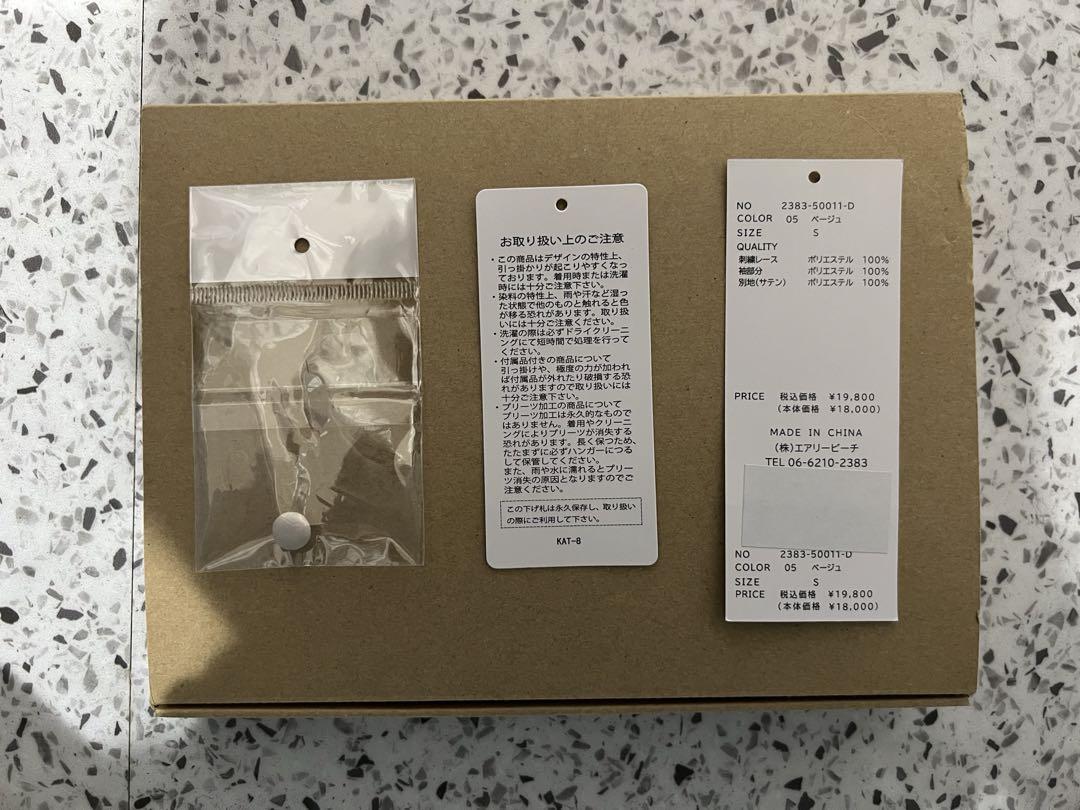 お取り扱い上のご注意
・この商品はデザインの特性上、
引っ掛かりが起こりやすくなっ
ております。着用時または洗濯
時には十分ご注意下さい。
・染料の特性上、雨や汗など湿っ
た状態で他のものと触れると色
が移る恐れがあります。取り扱
いには十分ご注意ください。
・洗濯の際は必ずドライクリーニ
ングにて短時間で処理を行って
ください。
・付属品付きの商品について
引っ掛けや、極度の力が加われ
ば付属品が外れたり破損する恐
れがありますので取り扱いには
十分ご注意下さい。
・プリーツ加工の商品について
プリーツ加工は永久的なもので
はありません。着用やクリーニ
ングによりプリーツが消失する
恐れがあります。長く保つため、
たたまずに必ずハンガーにつる
して保管してください。
また、雨や水に濡れるとプリー
ツ消失の原因となりますのでご
注意ください。
この下げ札は永久保存し、取り扱い
の際にご利用して下さい。
KAT-8
NO 2383-50011-D
COLOR 05 ベージュ
SIZE S
QUALITY
刺繍レース ポリエステル 100%
袖部分 ポリエステル 100%
別地(サテン) ポリエステル 100%
PRICE 税込価格 ¥19,800
(本体価格 ¥18,000)
MADE IN CHINA
(株)エアリービーチ
TEL 06-6210-2383
NO 2383-50011-D
COLOR 05 ベージュ
SIZE S
PRICE 税込価格 ¥19,800
(本体価格 ¥18,000)